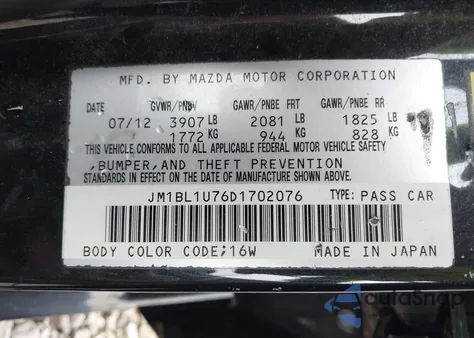 MFD. BY MAZDA MOTOR CORPORATION
DATE GVWR/PNBV GAWR/PNBE FRT GAWR/PNBE RR
07/12 3907 LB 2081 LB 1825 LB
1772 KG 944 KG 828 KG
THIS VEHICLE CONFORMS TO ALL APPLICABLE FEDERAL MOTOR VEHICLE SAFETY
,BUMPER,AND THEFT PREVENTION
STANDARDS IN EFFECT ON THE DATE OF MANUFACTURE SHOWN ABOVE.
JM1BL1U76D1702076 TYPE: PASS CAR
BODY COLOR CODE;16W MADE IN JAPAN
autoSnap